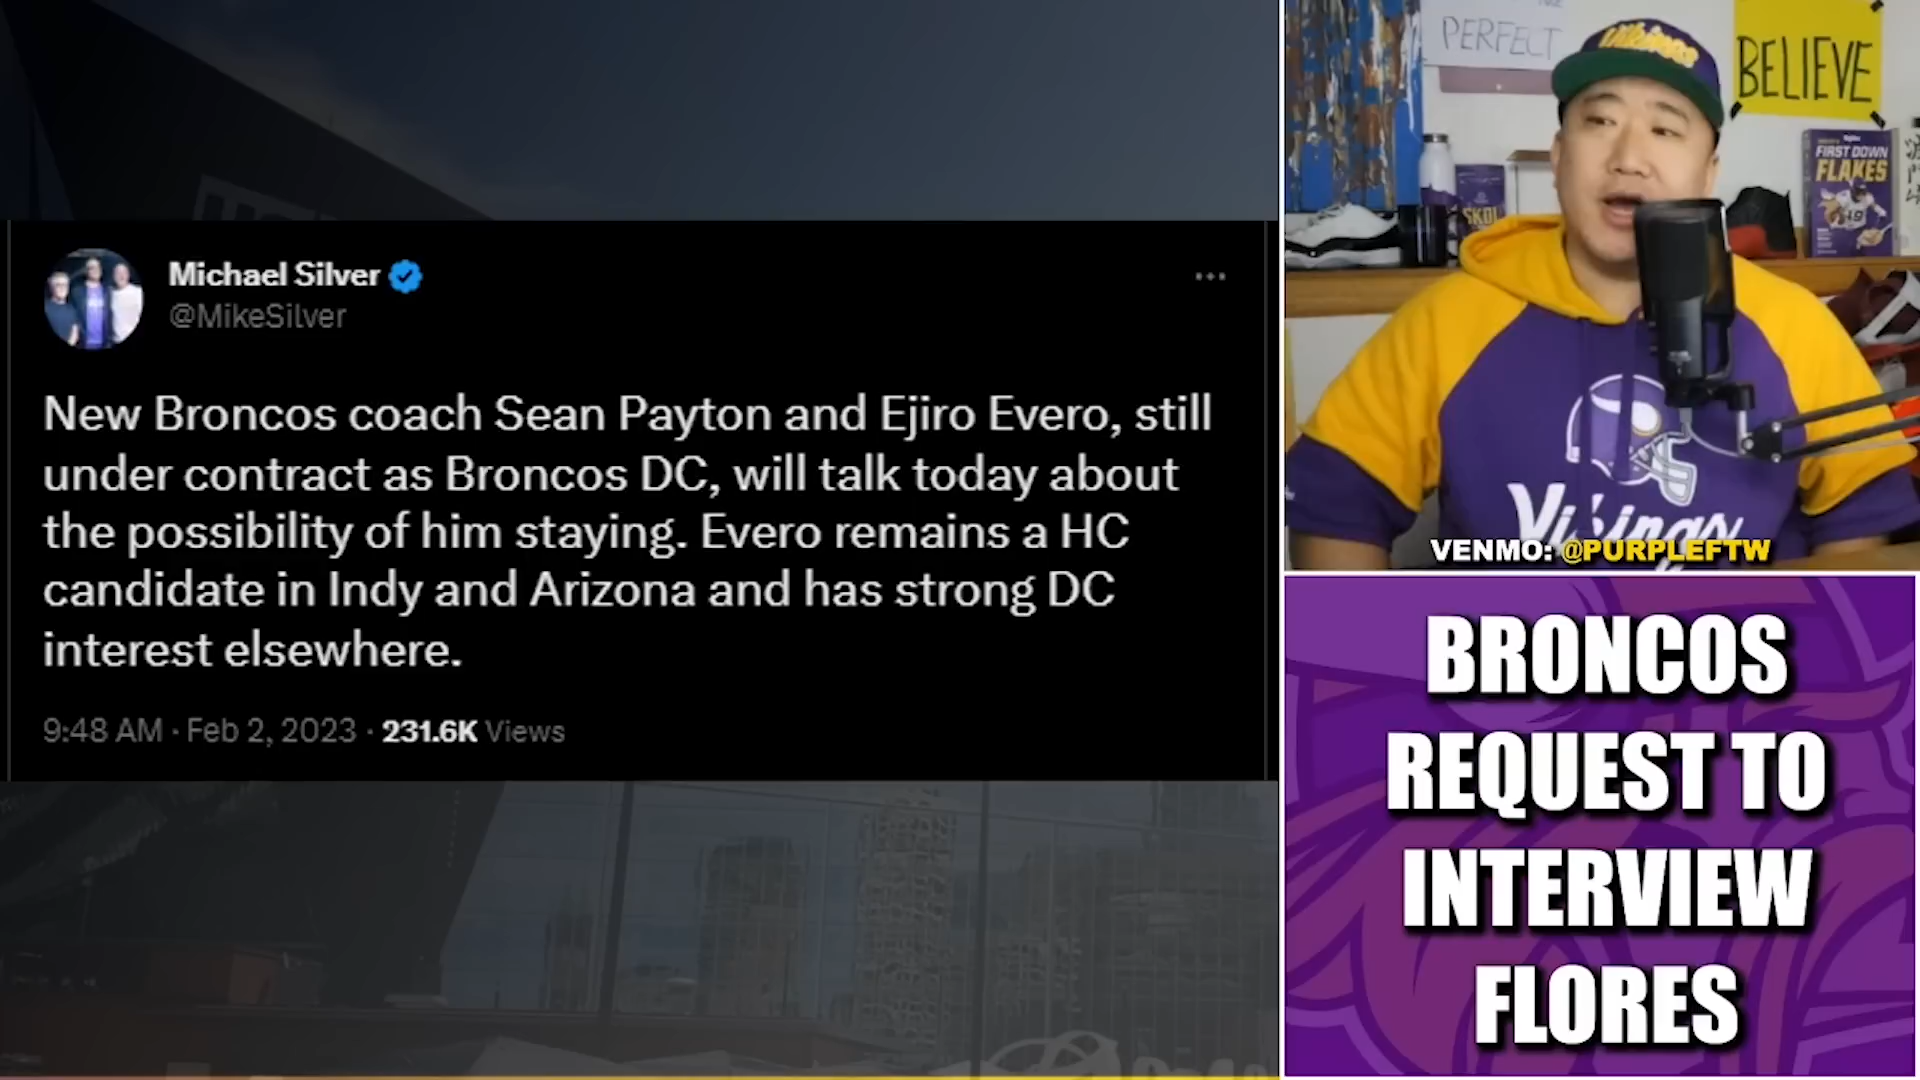 Michael Silver
@MikeSilver
New Broncos coach Sean Payton and Ejiro Evero, still
under contract as Broncos DC, will talk today about
the possibility of him staying. Evero remains a HC
candidate in Indy and Arizona and has strong DC
interest elsewhere.
9:48 AM · Feb 2, 2023 · 231.6K Views
PERFECT
Vikings
BELIEVE
FIRST DOWN
FLAKES
SKOL
Vikings
VENMO: @PURPLEFTW
BRONCOS
REQUEST TO
INTERVIEW
FLORES